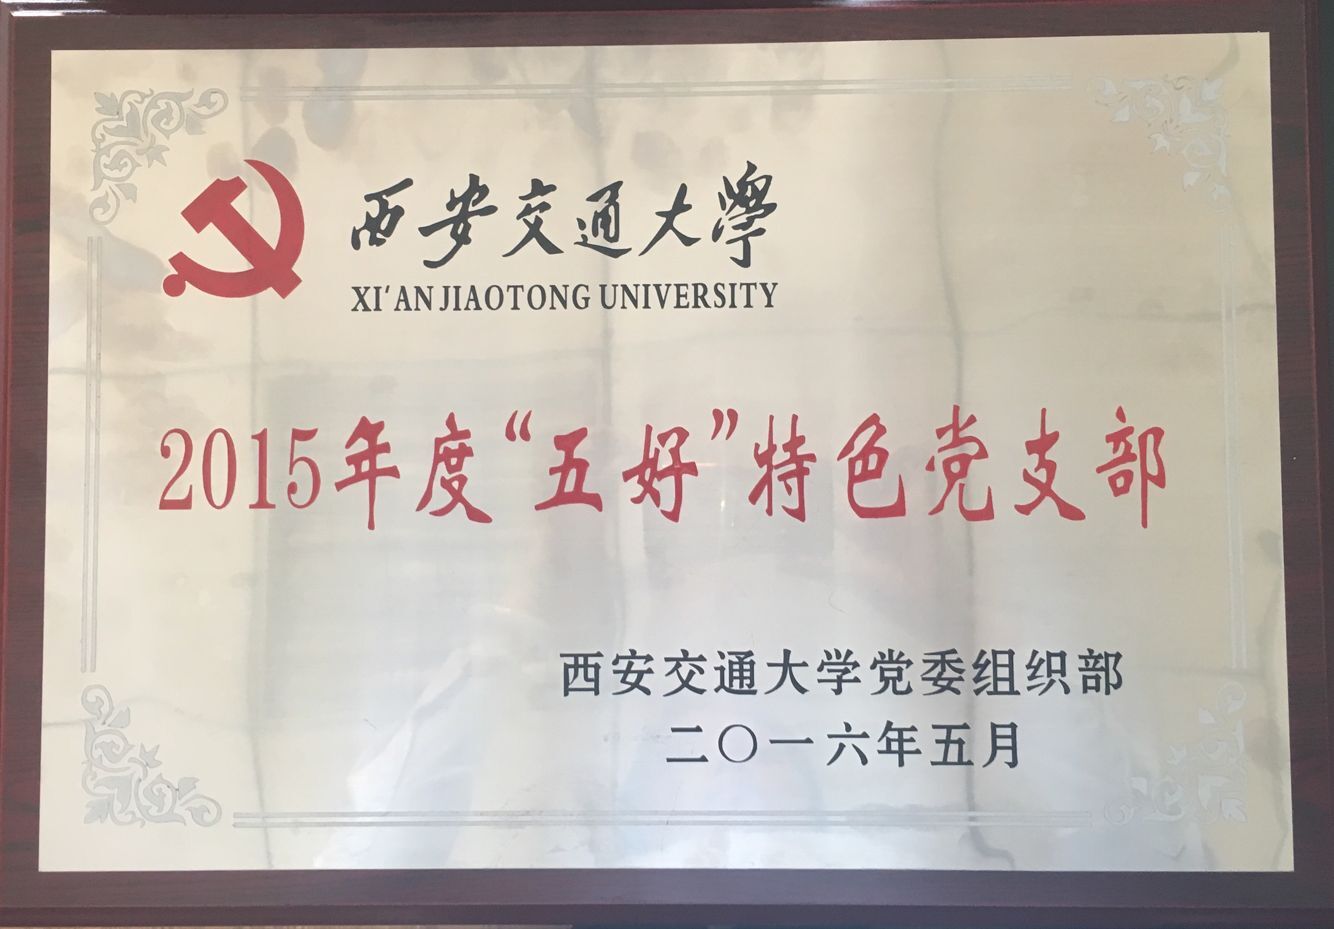 西安交通大學
XI'AN JIAOTONG UNIVERSITY
2015年度“五好”特色党支部
西安交通大学党委组织部
二〇一六年五月